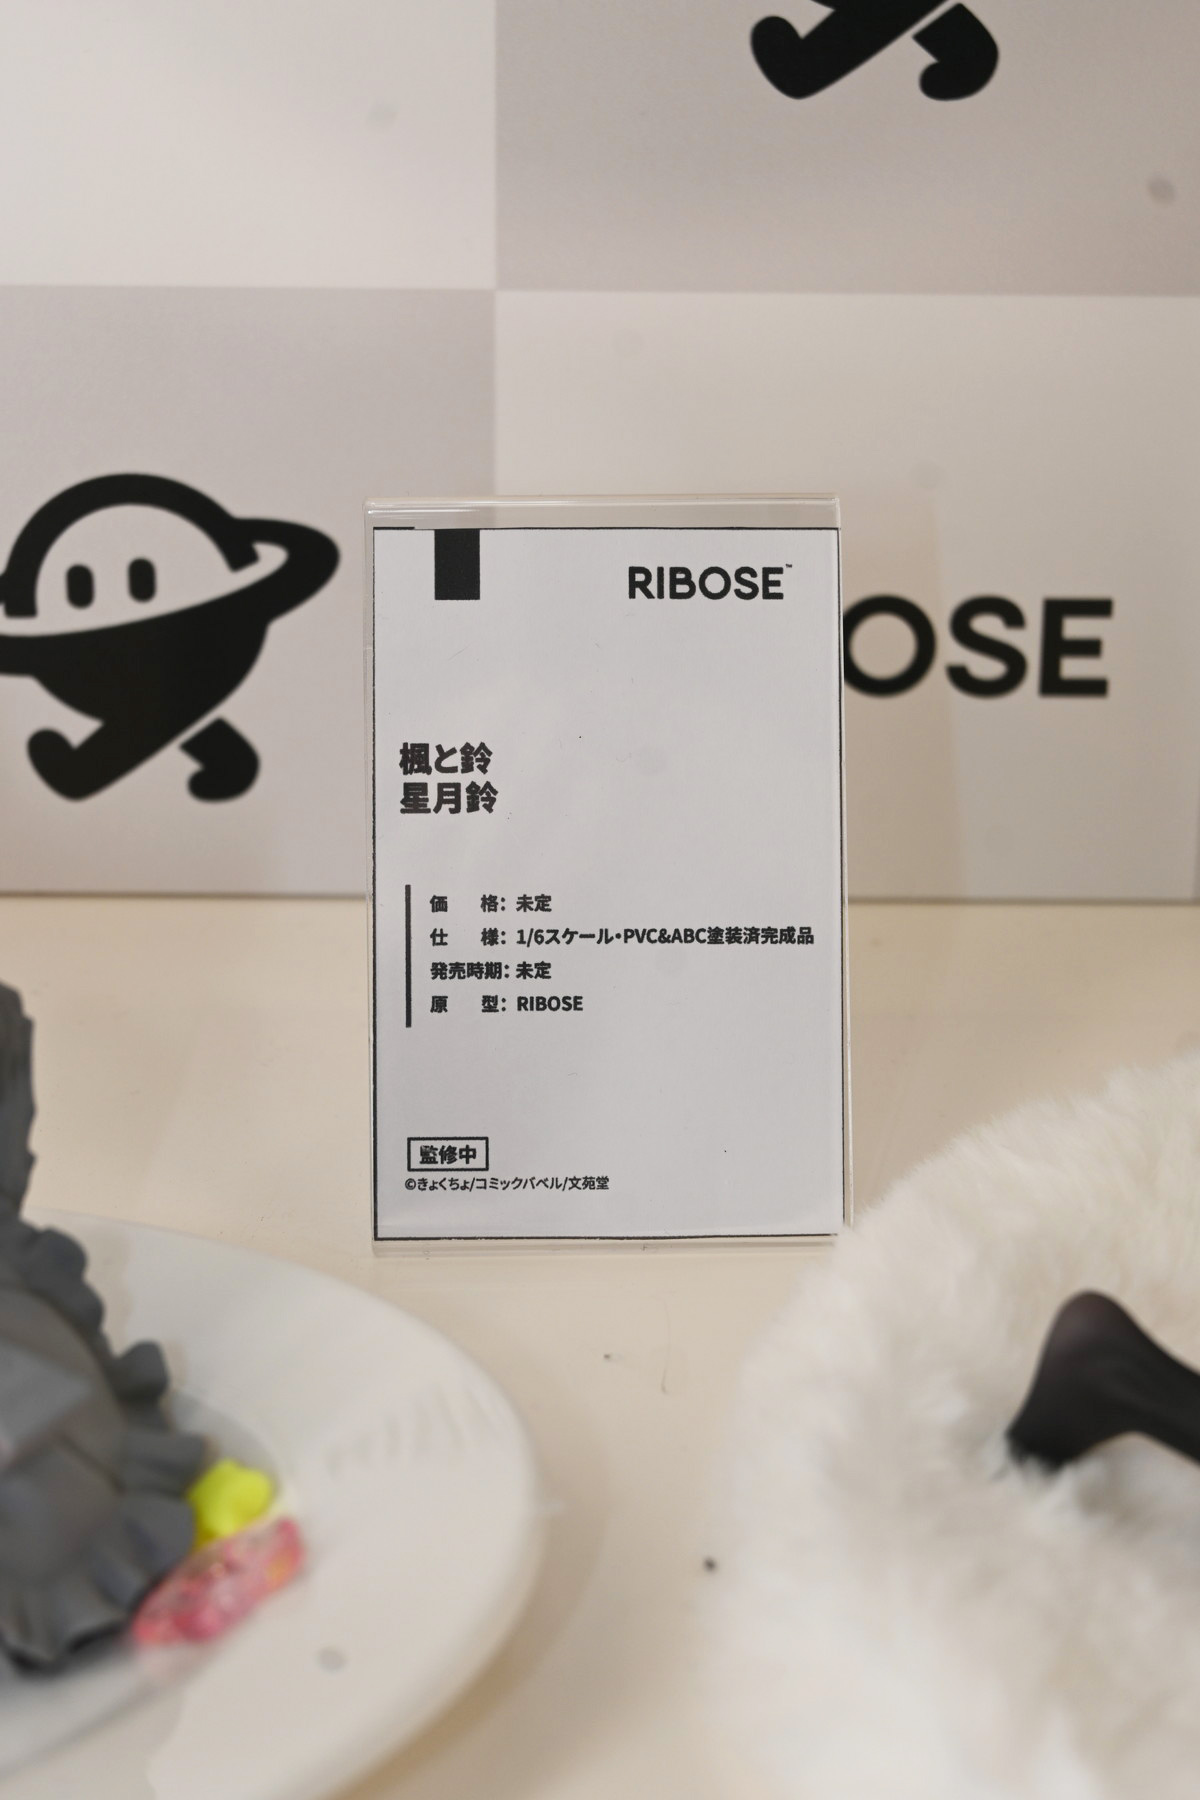 RIBOSE™
OSE
楓と鈴
星月鈴
価　格：未定
仕　様：1/6スケール・PVC&ABC塗装済完成品
発売時期：未定
原　型：RIBOSE
監修中
©きょくちょ/コミックバベル/文苑堂